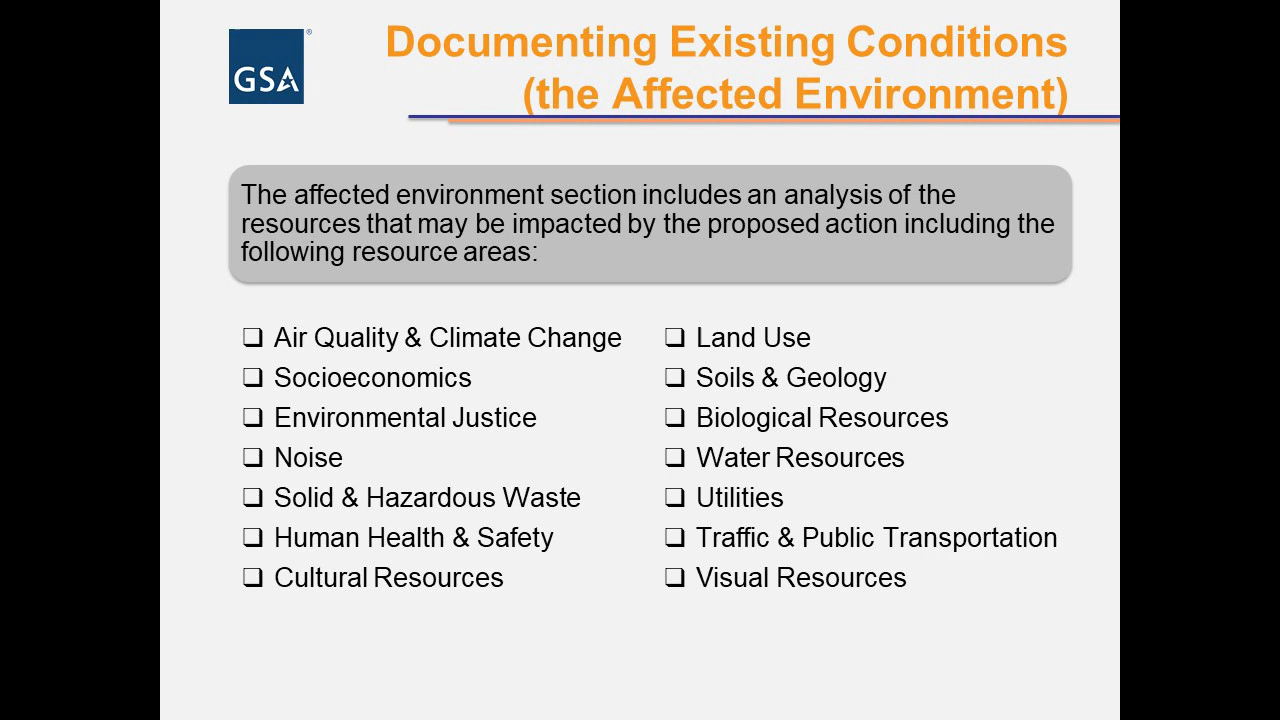 GSA
®
Documenting Existing Conditions
(the Affected Environment)
The affected environment section includes an analysis of the
resources that may be impacted by the proposed action including the
following resource areas:
❑ Air Quality & Climate Change
❑ Socioeconomics
❑ Environmental Justice
❑ Noise
❑ Solid & Hazardous Waste
❑ Human Health & Safety
❑ Cultural Resources
❑ Land Use
❑ Soils & Geology
❑ Biological Resources
❑ Water Resources
❑ Utilities
❑ Traffic & Public Transportation
❑ Visual Resources